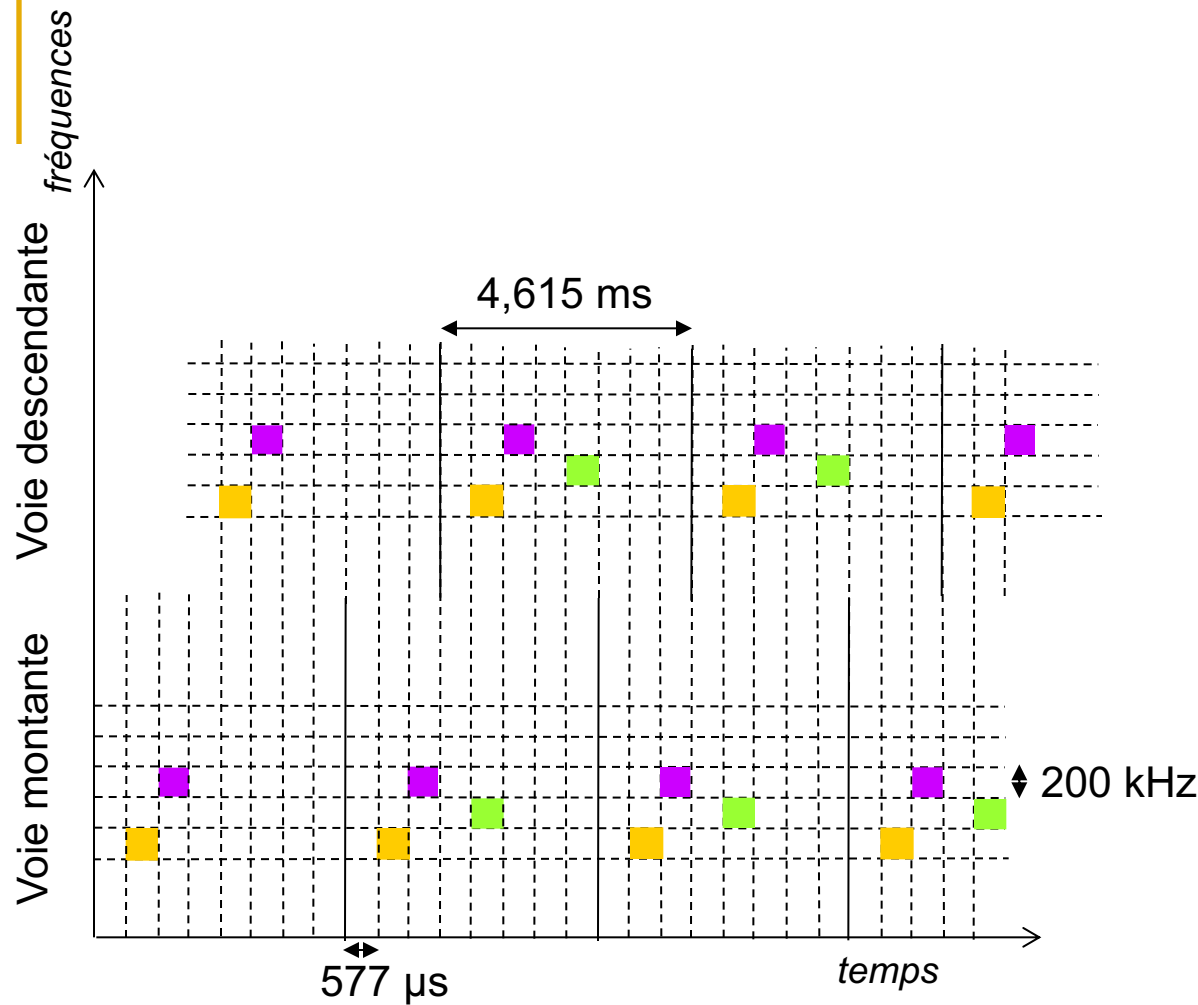 fréquences
Voie descendante
4,615 ms
Voie montante
200 kHz
577 µs
temps